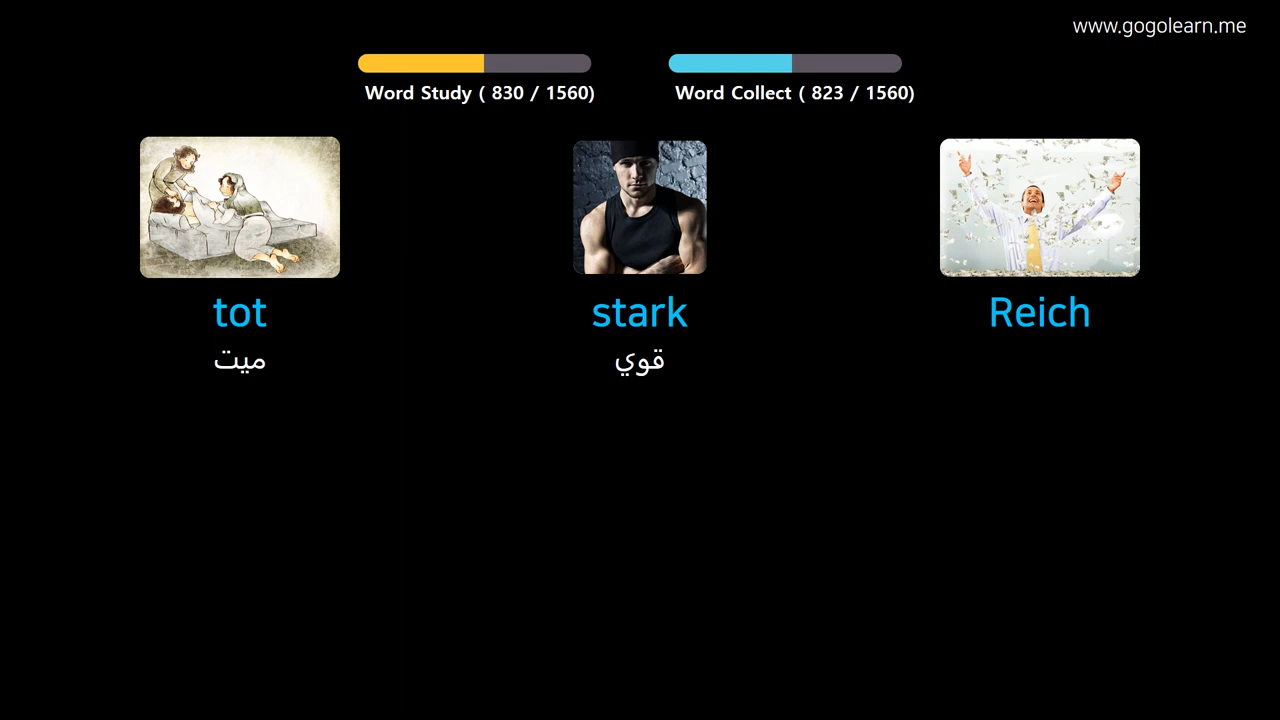 www.gogolearn.me
Word Study ( 830 / 1560)
Word Collect ( 823 / 1560)
tot
stark
Reich
ميت
قوي